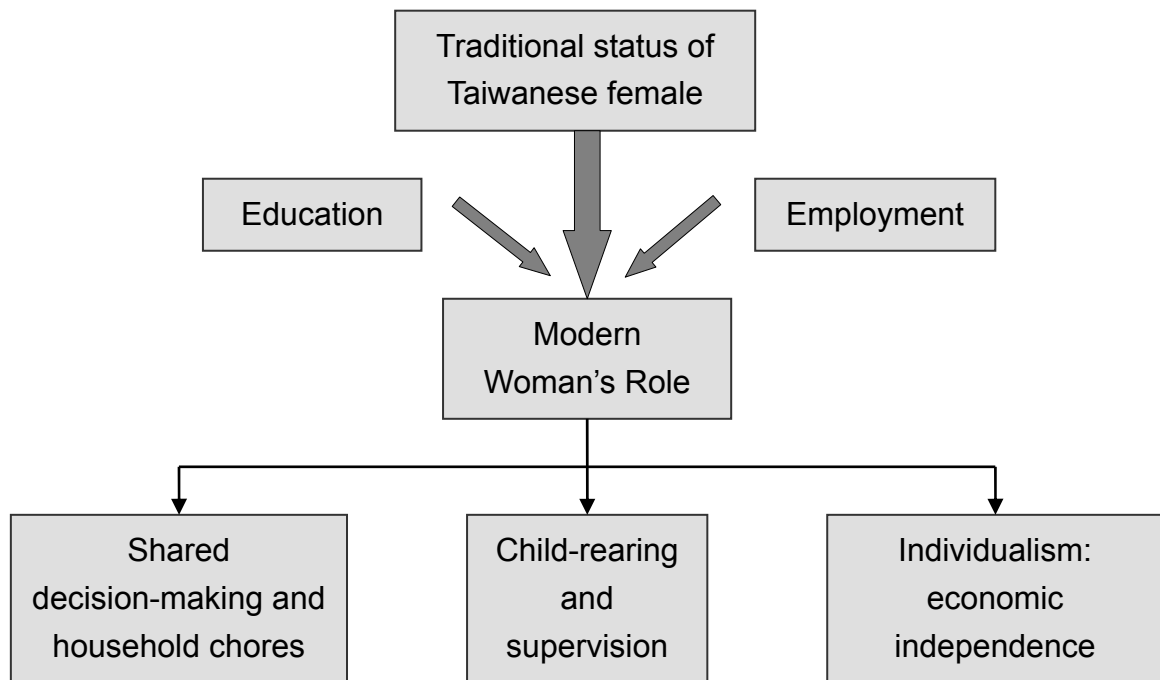 Traditional status of
Taiwanese female
Education
Employment
Modern
Woman’s Role
Shared
decision-making and
household chores
Child-rearing
and
supervision
Individualism:
economic
independence